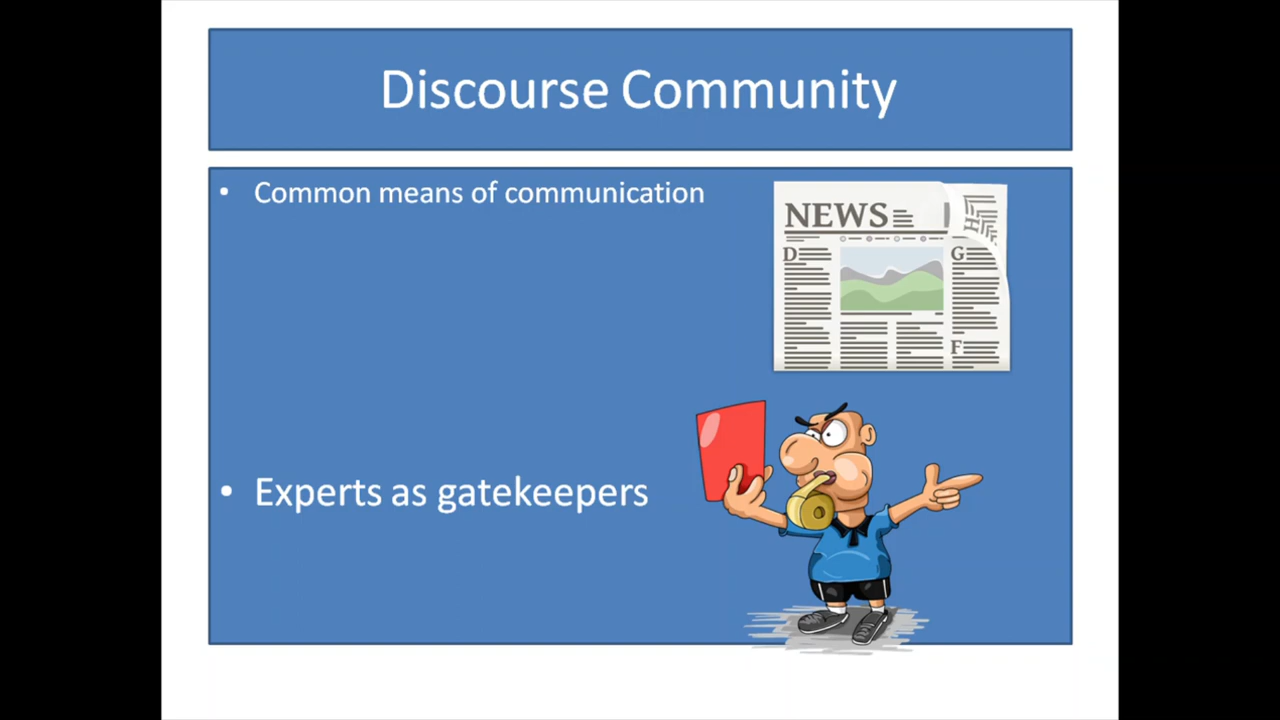 Discourse Community
• Common means of communication
NEWS
D
G
F
• Experts as gatekeepers